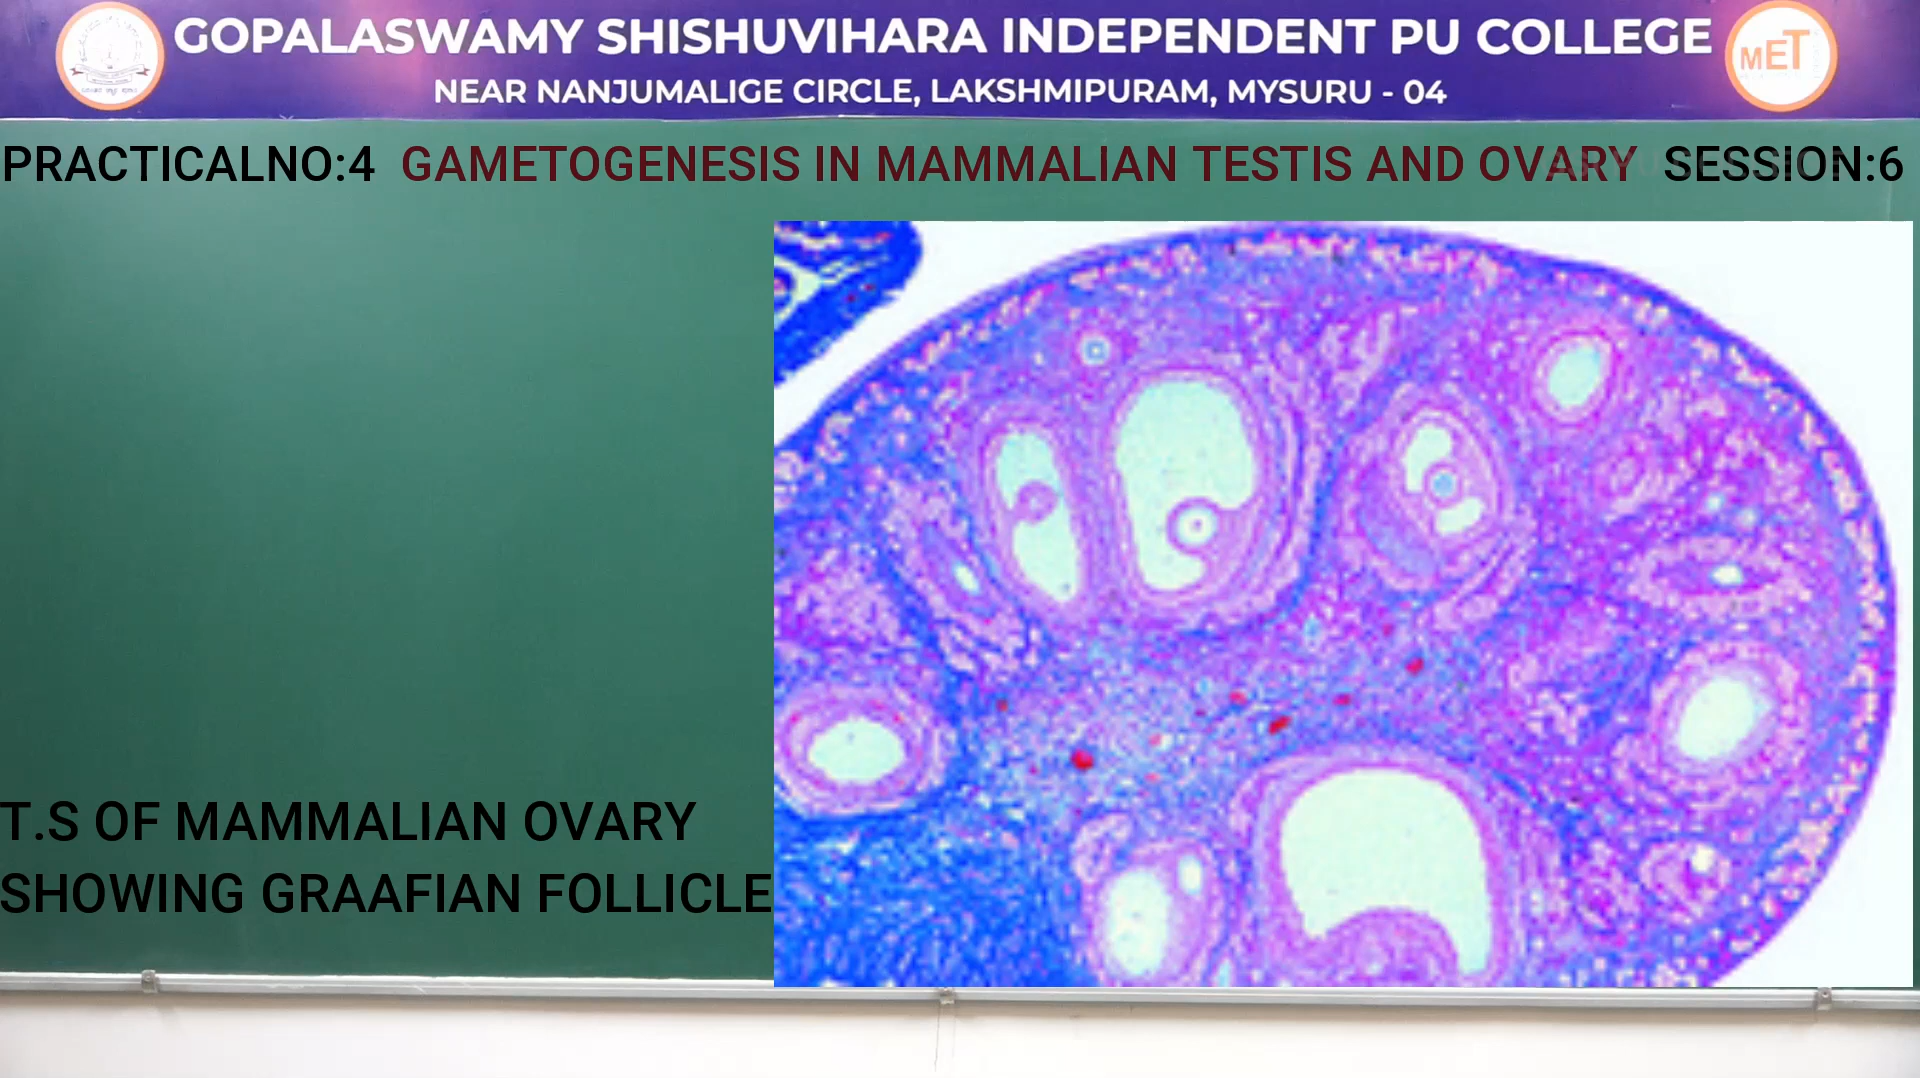 GOPALASWAMY SHISHUVIHARA INDEPENDENT PU COLLEGE
MET
NEAR NANJUMALIGE CIRCLE, LAKSHMIPURAM, MYSURU - 04
PRACTICALNO:4 GAMETOGENESIS IN MAMMALIAN TESTIS AND OVARY SESSION:6
T.S OF MAMMALIAN OVARY
SHOWING GRAAFIAN FOLLICLE